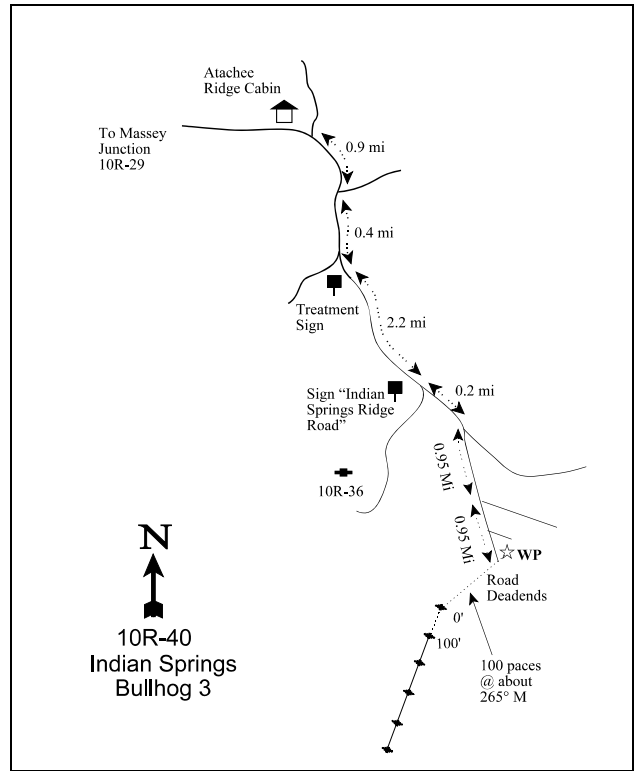 Atachee
Ridge Cabin
To Massey
Junction
10R-29
0.9 mi
0.4 mi
Treatment
Sign
2.2 mi
Sign “Indian
Springs Ridge
Road”
0.2 mi
0.95 Mi
10R-36
0.95 Mi
WP
Road
Deadends
0'
100'
100 paces
@ about
265° M
N
10R-40
Indian Springs
Bullhog 3